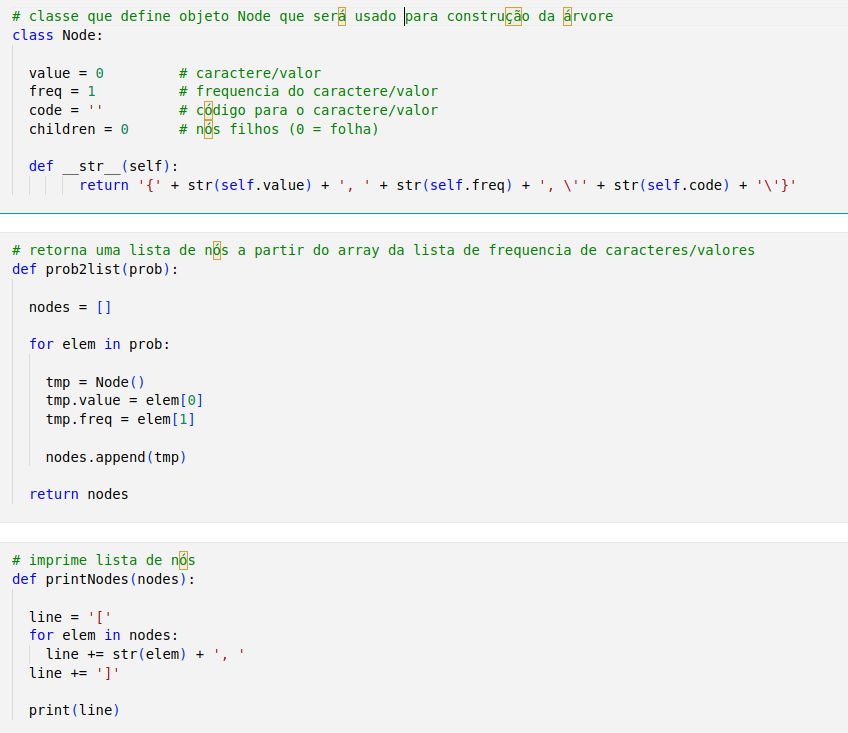 # classe que define objeto Node que será usado para construção da árvore
class Node:
  value = 0         # caractere/valor
  freq = 1          # frequencia do caractere/valor
  code = ''         # código para o caractere/valor
  children = 0      # nós filhos (0 = folha)
  def __str__(self):
        return '{' + str(self.value) + ', ' + str(self.freq) + ', \'' + str(self.code) + '\'}'
# retorna uma lista de nós a partir do array da lista de frequencia de caracteres/valores
def prob2list(prob):
  nodes = []
  for elem in prob:
    tmp = Node()
    tmp.value = elem[0]
    tmp.freq = elem[1]
    nodes.append(tmp)
  return nodes
# imprime lista de nós
def printNodes(nodes):
  line = '['
  for elem in nodes:
    line += str(elem) + ', '
  line += ']'
  print(line)